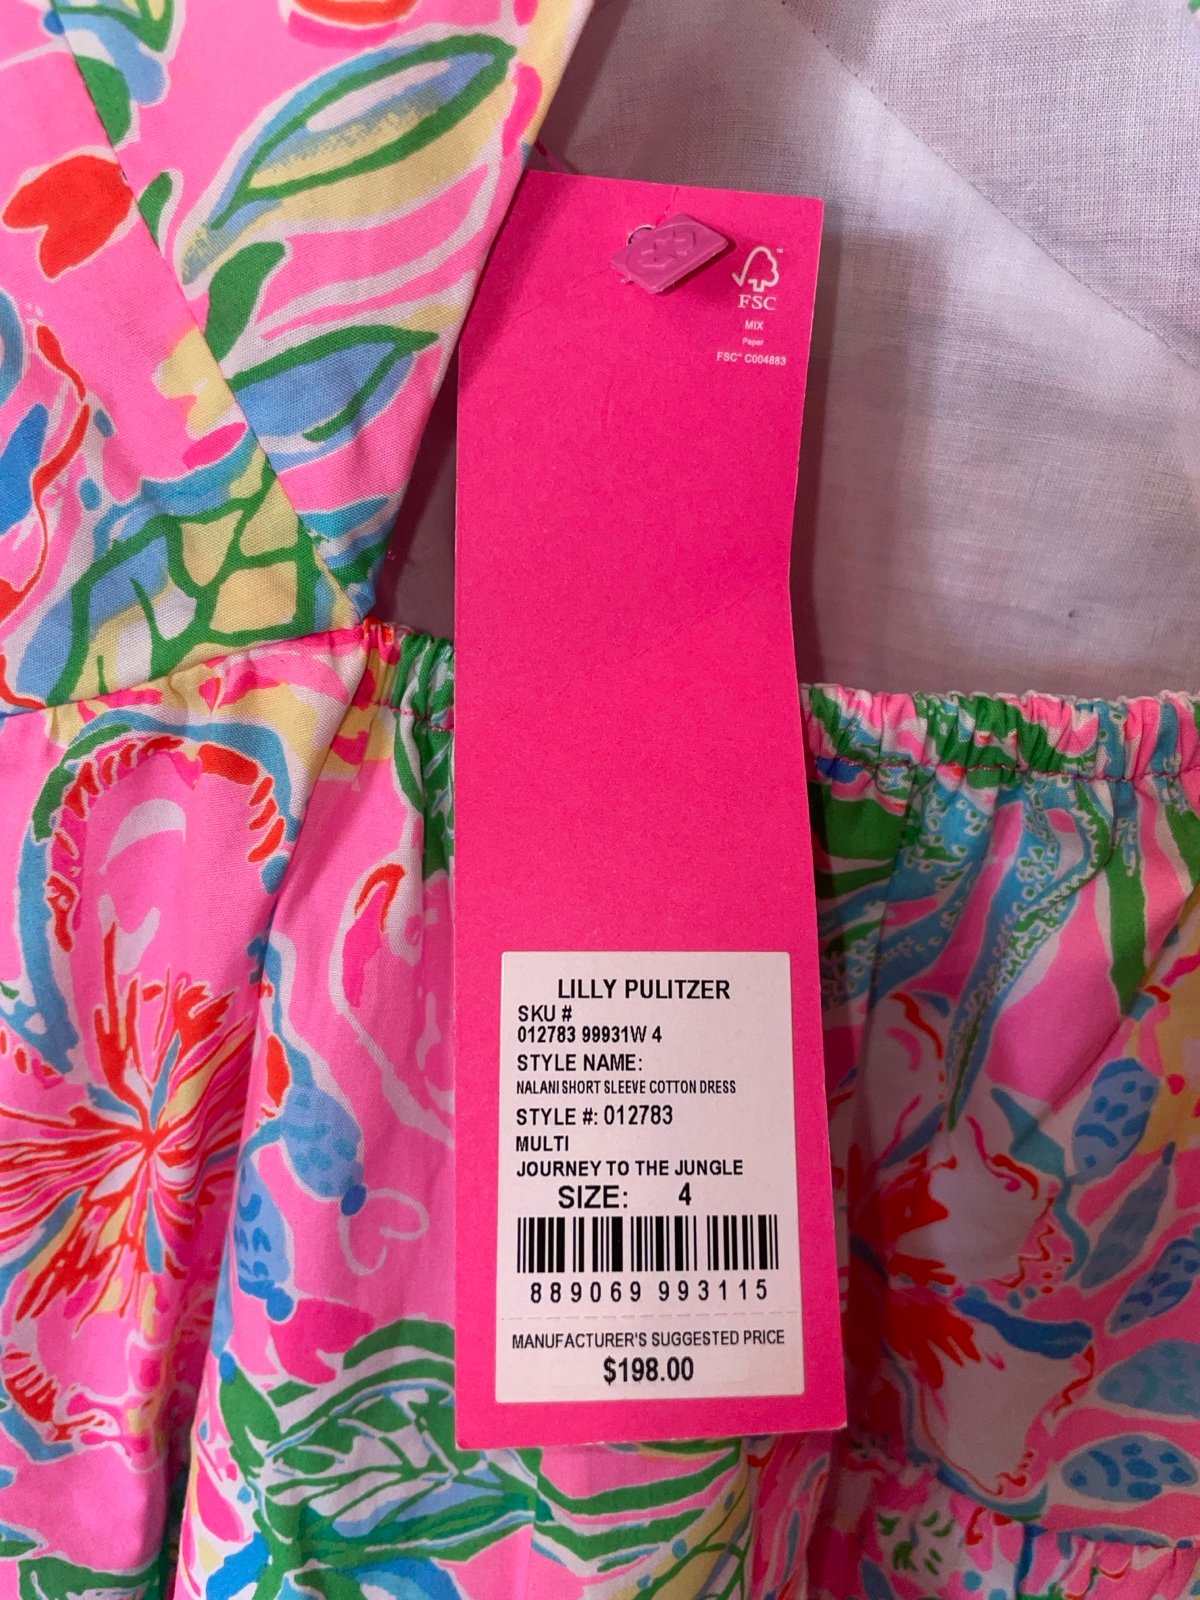 FSC™
MIX
Paper
FSC™ C004883
LILLY PULITZER
SKU #
012783 99931W 4
STYLE NAME:
NALANI SHORT SLEEVE COTTON DRESS
STYLE #: 012783
MULTI
JOURNEY TO THE JUNGLE
SIZE: 4
889069 993115
MANUFACTURER'S SUGGESTED PRICE
$198.00